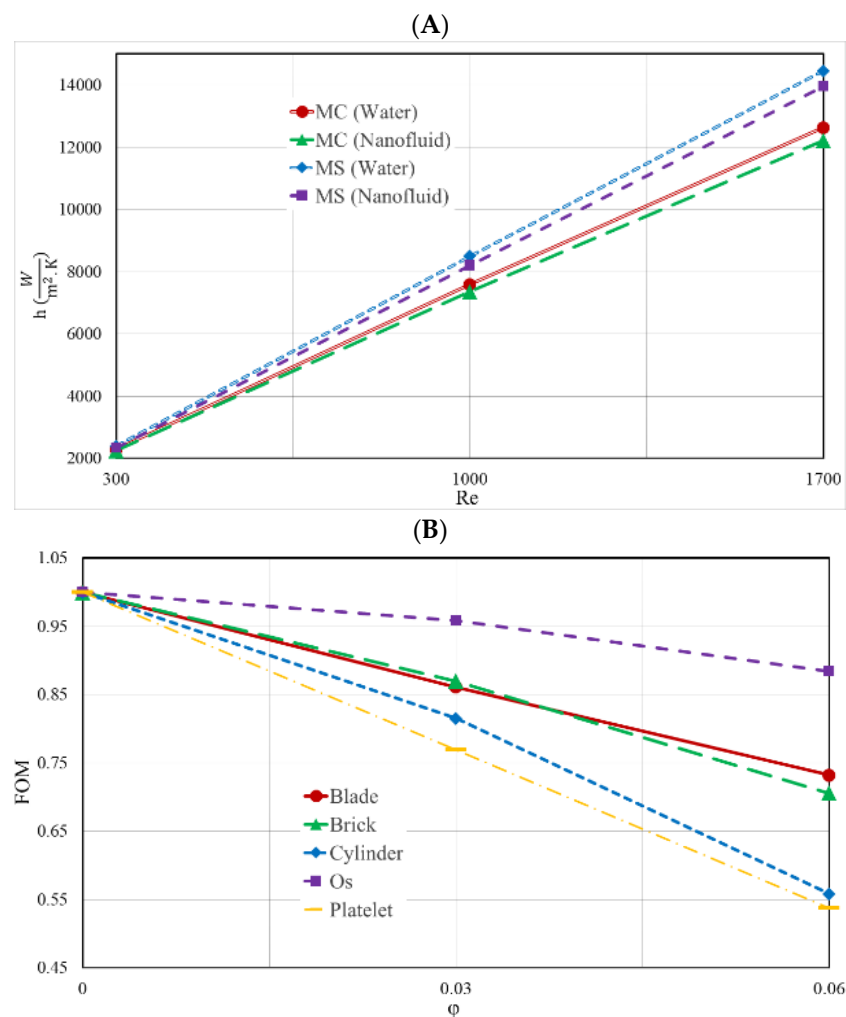 (A)
14000
12000
10000
8000
6000
4000
2000
h (W/m².K)
MC (Water)
MC (Nanofluid)
MS (Water)
MS (Nanofluid)
300
1000
1700
Re
(B)
1.05
0.95
0.85
0.75
0.65
0.55
0.45
FOM
Blade
Brick
Cylinder
Os
Platelet
0
0.03
0.06
φ